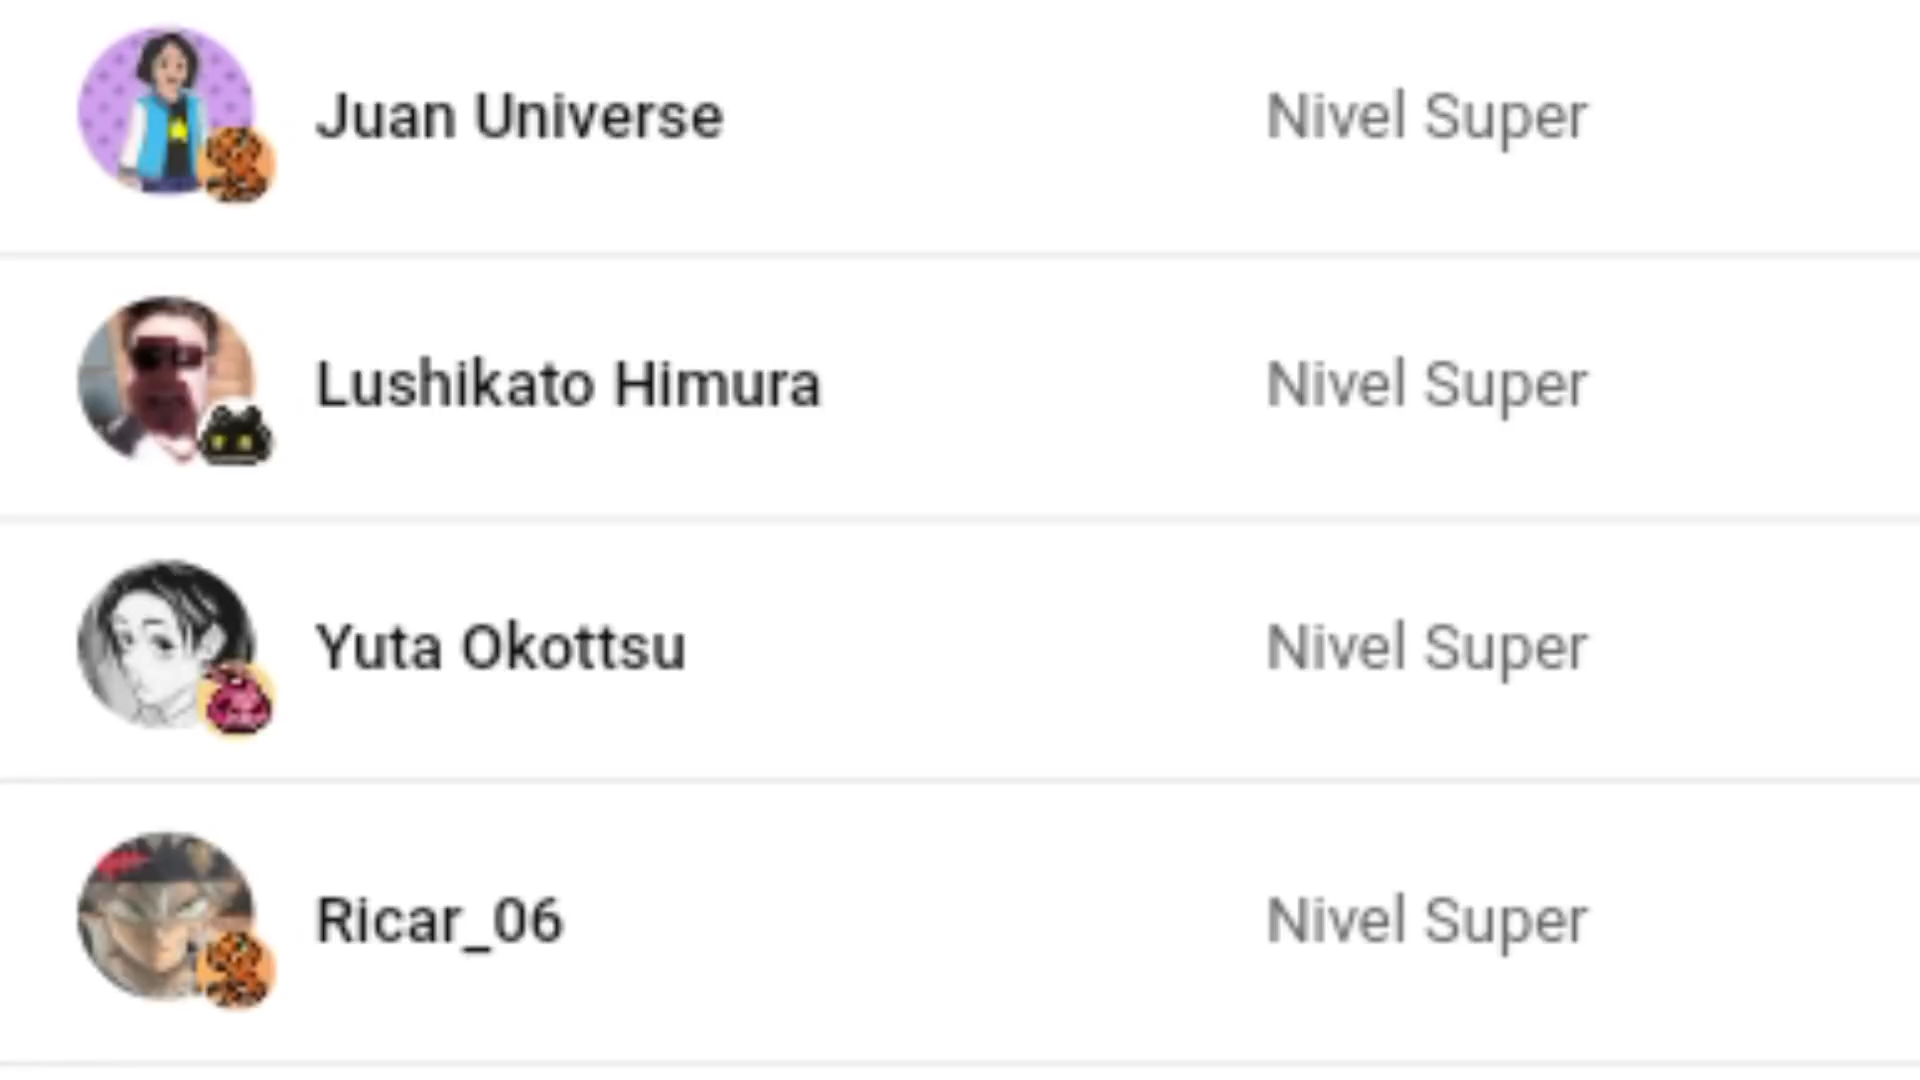 Juan Universe Nivel Super
Lushikato Himura Nivel Super
Yuta Okottsu Nivel Super
Ricar_06 Nivel Super